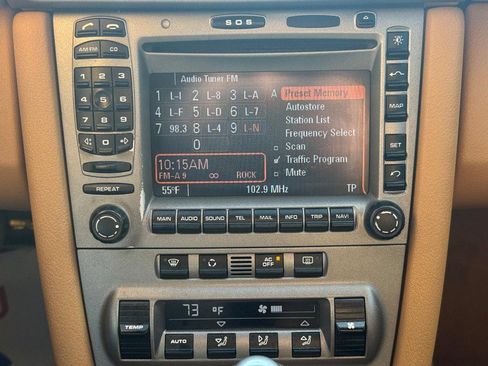 SOS
AM FM CD
Audio Tuner FM
1 L-I 2 L-8 3 L-A
4 L-F 5 L-D 6 L-7
7 98.3 8 L-4 9 L-N
0
A Preset Memory
Autostore
Station List
Frequency Select
Scan
Traffic Program
Mute
10:15AM
FM-A 9 ∞ ROCK
55°F 102.9 MHz TP
MAP
SET
REPEAT
MAIN AUDIO SOUND TEL MAIL INFO TRIP NAVI
AC OFF
73 °F
TEMP
AUTO